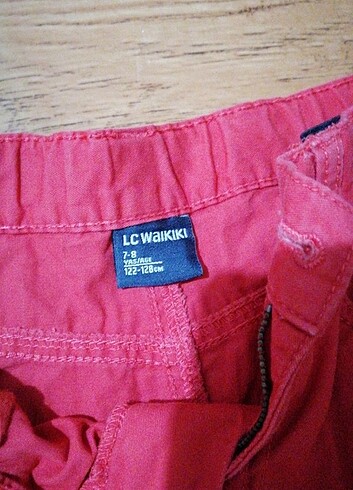 LC WAIKIKI
7-8
YAŞ/AGE
122-128 CM